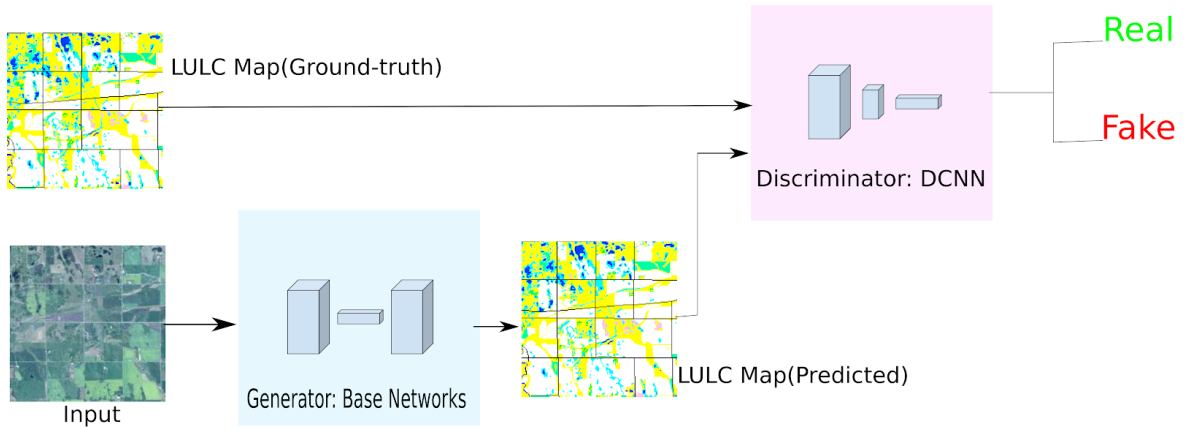 Real
LULC Map(Ground-truth)
Fake
Discriminator: DCNN
LULC Map(Predicted)
Generator: Base Networks
Input